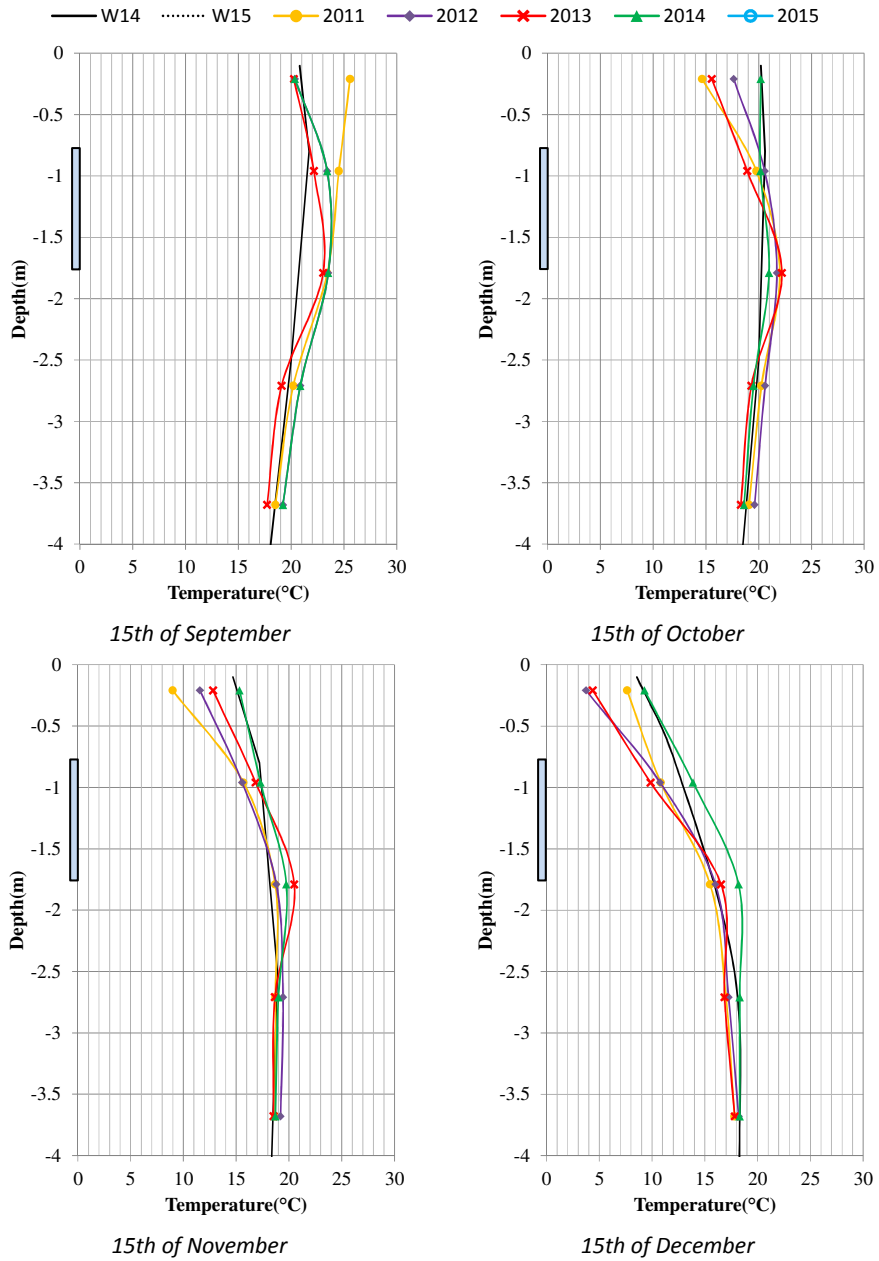 W14 W15 2011 2012 2013 2014 2015
0
-0.5
-1
-1.5
-2
-2.5
-3
-3.5
-4
0 5 10 15 20 25 30
Depth(m)
Temperature(°C)
15th of September
0
-0.5
-1
-1.5
-2
-2.5
-3
-3.5
-4
0 5 10 15 20 25 30
Depth(m)
Temperature(°C)
15th of October
0
-0.5
-1
-1.5
-2
-2.5
-3
-3.5
-4
0 5 10 15 20 25 30
Depth(m)
Temperature(°C)
15th of November
0
-0.5
-1
-1.5
-2
-2.5
-3
-3.5
-4
0 5 10 15 20 25 30
Depth(m)
Temperature(°C)
15th of December